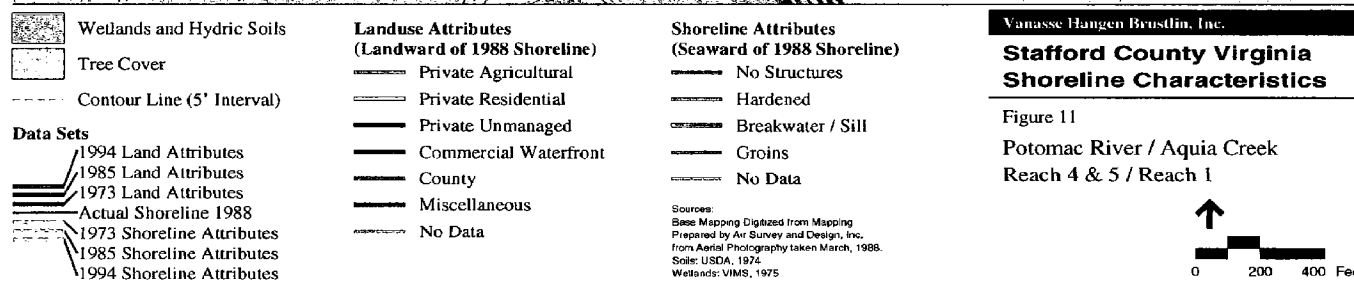 Wetlands and Hydric Soils
Tree Cover
Contour Line (5' Interval)
Data Sets
1994 Land Attributes
1985 Land Attributes
1973 Land Attributes
Actual Shoreline 1988
1973 Shoreline Attributes
1985 Shoreline Attributes
1994 Shoreline Attributes
Landuse Attributes
(Landward of 1988 Shoreline)
Private Agricultural
Private Residential
Private Unmanaged
Commercial Waterfront
County
Miscellaneous
No Data
Shoreline Attributes
(Seaward of 1988 Shoreline)
No Structures
Hardened
Breakwater / Sill
Groins
No Data
Sources:
Base Mapping Digitized from Mapping
Prepared by Air Survey and Design, Inc.
from Aerial Photography taken March, 1988.
Soils: USDA, 1974
Wetlands: VIMS, 1975
Vanasse Hangen Brustlin, Inc.
Stafford County Virginia
Shoreline Characteristics
Figure 11
Potomac River / Aquia Creek
Reach 4 & 5 / Reach 1
0 200 400 Fee